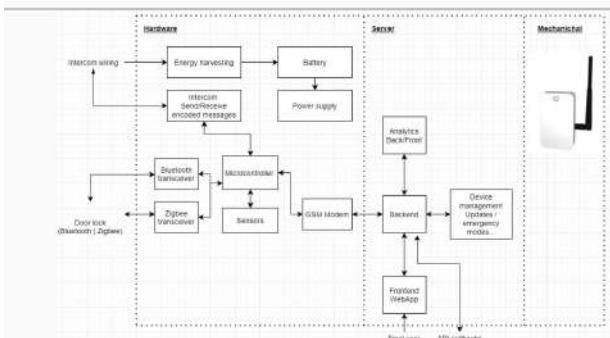 Hardware
Server
Mechanichal
Intercom wiring
Energy harvesting
Battery
Intercom
Send/Receive
encoded messages
Power supply
Analytics
Back/Front
Bluetooth
transceiver
Microcontroller
Zigbee
transceiver
Sensors
GSM Modem
Backend
Device
management
Updates /
emergency
modes...
Door lock
(Bluetooth | Zigbee)
Frontend
WebApp